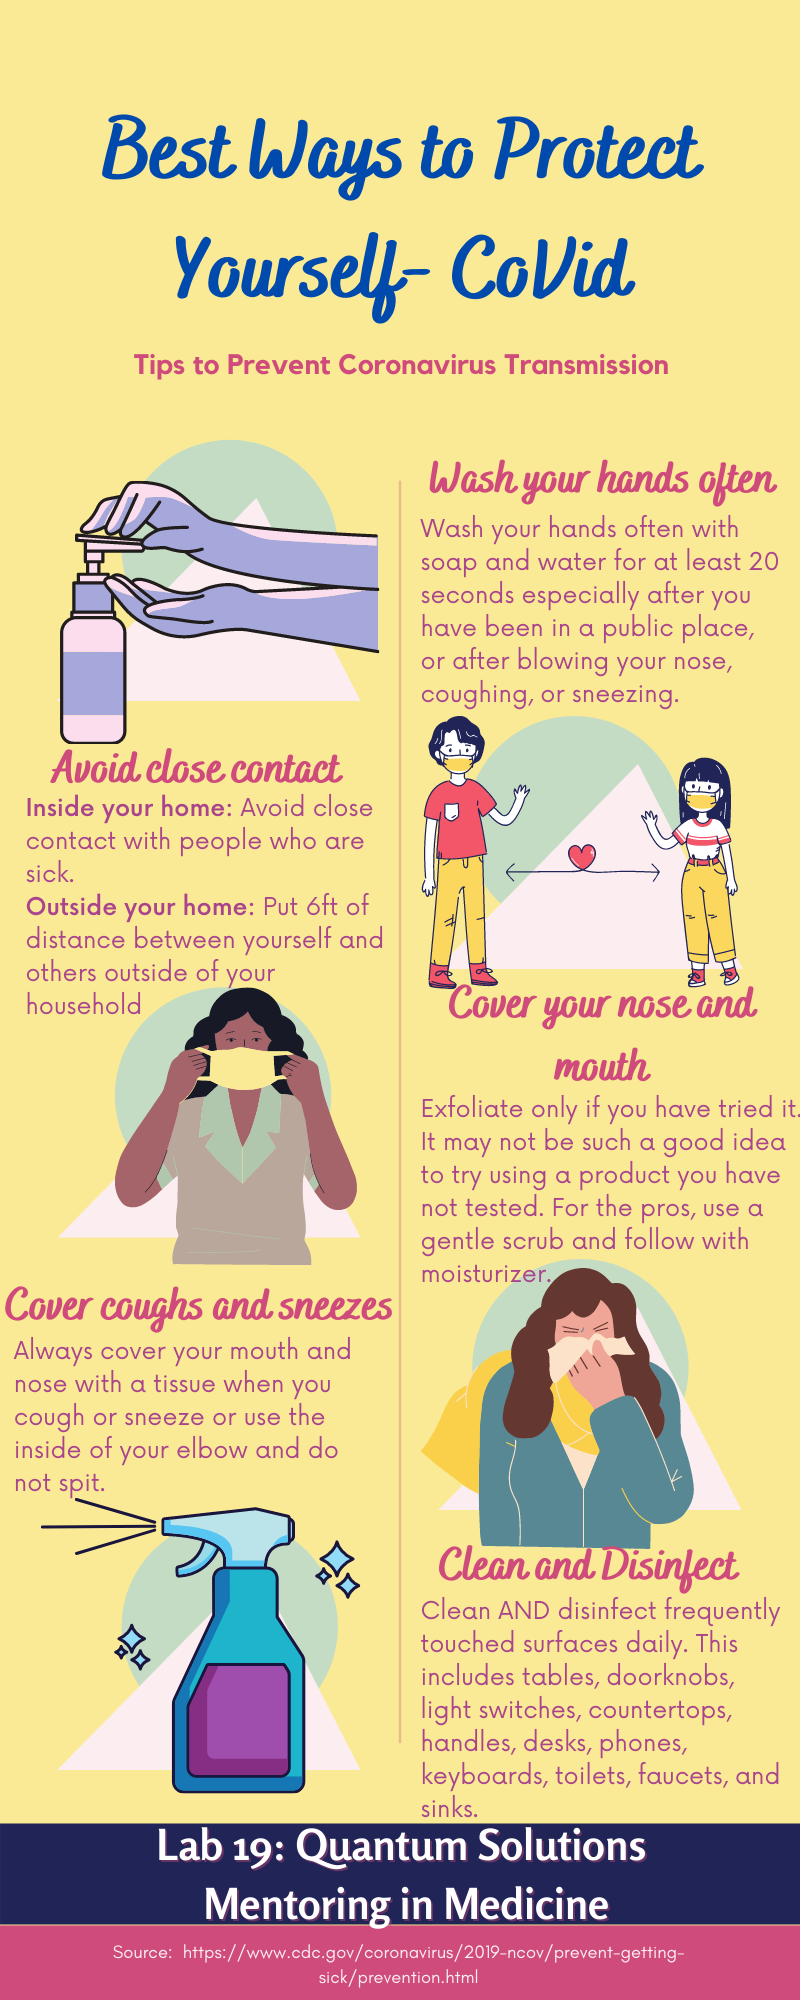 Best Ways to Protect
Yourself- CoVid
Tips to Prevent Coronavirus Transmission
Wash your hands often
Wash your hands often with
soap and water for at least 20
seconds especially after you
have been in a public place,
or after blowing your nose,
coughing, or sneezing.
Avoid close contact
Inside your home: Avoid close
contact with people who are
sick.
Outside your home: Put 6ft of
distance between yourself and
others outside of your
household
Cover your nose and
mouth
Exfoliate only if you have tried it.
It may not be such a good idea
to try using a product you have
not tested. For the pros, use a
gentle scrub and follow with
moisturizer.
Cover coughs and sneezes
Always cover your mouth and
nose with a tissue when you
cough or sneeze or use the
inside of your elbow and do
not spit.
Clean and Disinfect
Clean AND disinfect frequently
touched surfaces daily. This
includes tables, doorknobs,
light switches, countertops,
handles, desks, phones,
keyboards, toilets, faucets, and
sinks.
Lab 19: Quantum Solutions
Mentoring in Medicine
Source: https://www.cdc.gov/coronavirus/2019-ncov/prevent-getting-
sick/prevention.html